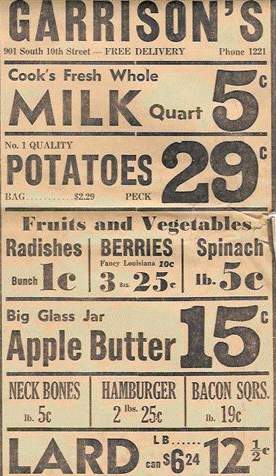 GARRISON'S
901 South 10th Street — FREE DELIVERY Phone 1221
Cook's Fresh Whole
MILK Quart 5c
No. 1 QUALITY
POTATOES 29c
BAG...........$2.29 PECK
Fruits and Vegetables
Radishes BERRIES Spinach
Fancy Louisiana 10c
Bunch 1c 3 Bxs. 25c lb. 5c
Big Glass Jar
Apple Butter 15c
NECK BONES HAMBURGER BACON SQRS.
lb. 5c 2 lbs. 25c lb. 19c
LARD LB...... 12 1/2c
can $6 24